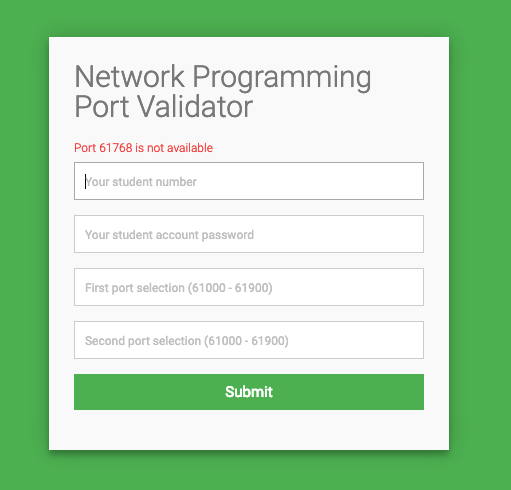 Network Programming
Port Validator
Port 61768 is not available
Your student number
Your student account password
First port selection (61000 - 61900)
Second port selection (61000 - 61900)
Submit